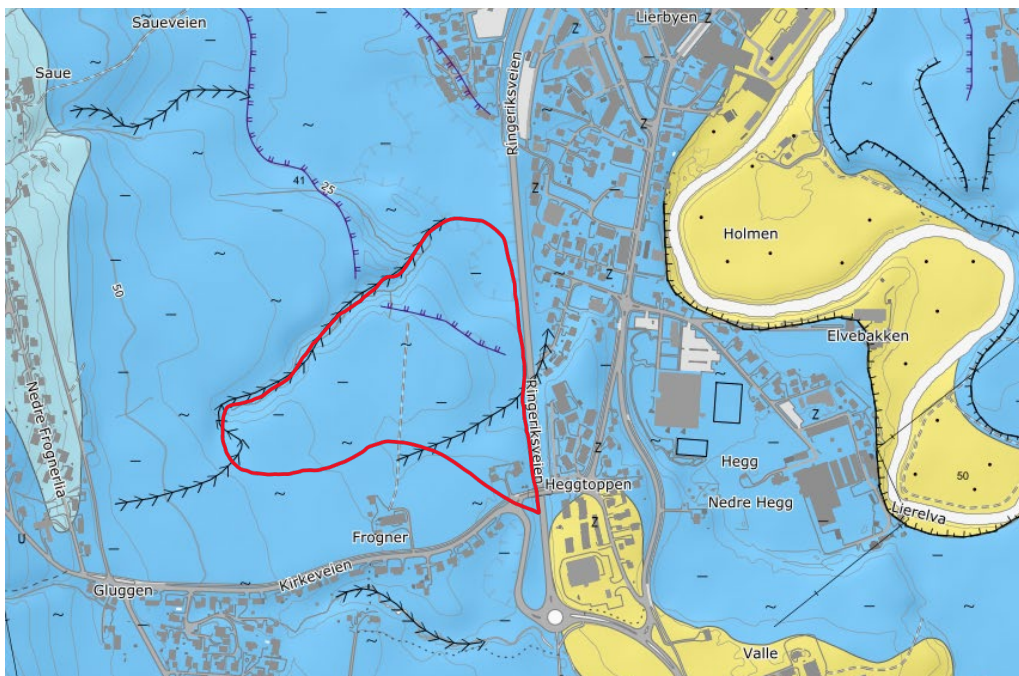 Saueveien
Lierbyen
Z
Z
Saue
Z
Ringeriksveien
Z
41
25
Z
Z
Holmen
Z
50
Z
Elvebakken
Nedre Frognerlia
Ringeriksveien
Z
Z
Hegg
Heggtoppen
50
Nedre Hegg
Lierelva
Z
Frogner
U
Kirkeveien
Gluggen
Valle